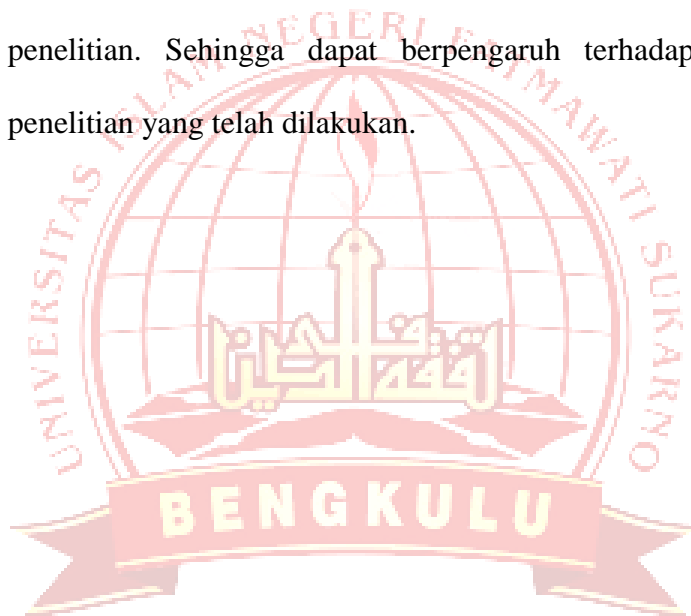 penelitian. Sehingga dapat berpengaruh terhadap
penelitian yang telah dilakukan.
UNIVERSITAS ISLAM NEGERI FATMAWATI SUKARNO
BENGKULU